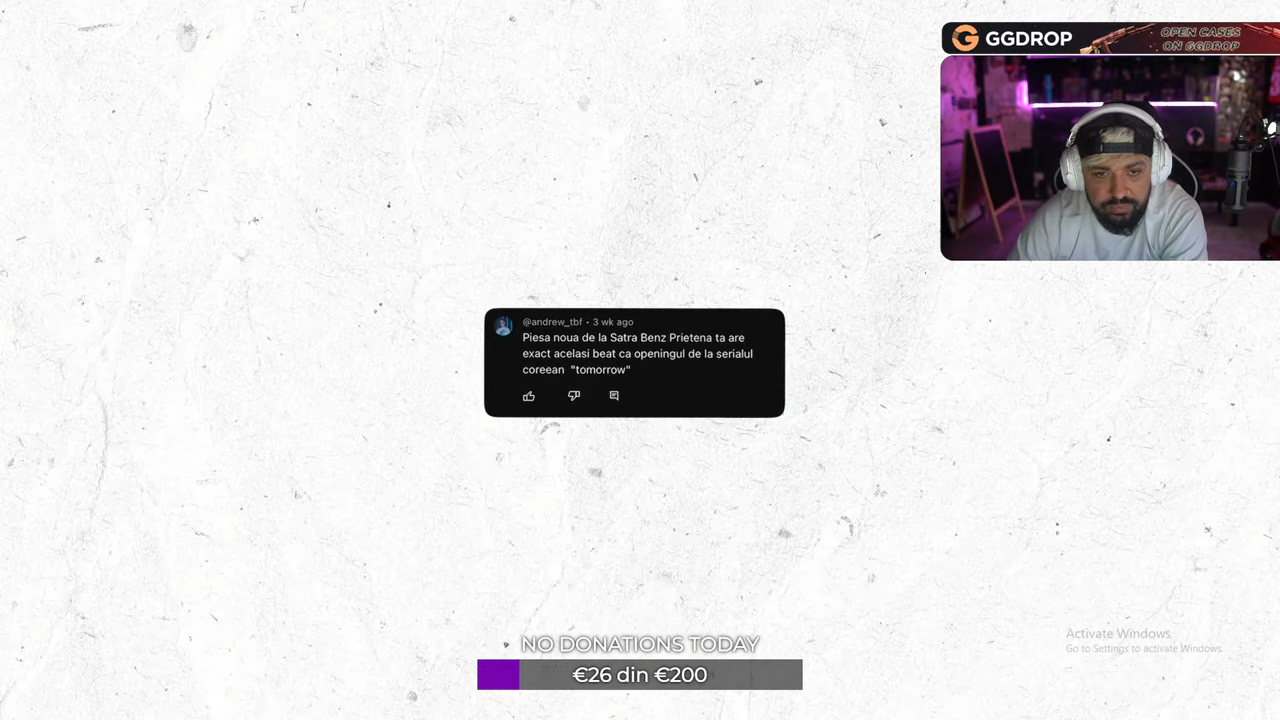 GGDROP
OPEN CASES
ON GGDROP
@andrew_tbf • 3 wk ago
Piesa noua de la Satra Benz Prietena ta are
exact acelasi beat ca openingul de la serialul
coreean "tomorrow"
NO DONATIONS TODAY
€26 din €200
Activate Windows
Go to Settings to activate Windows.